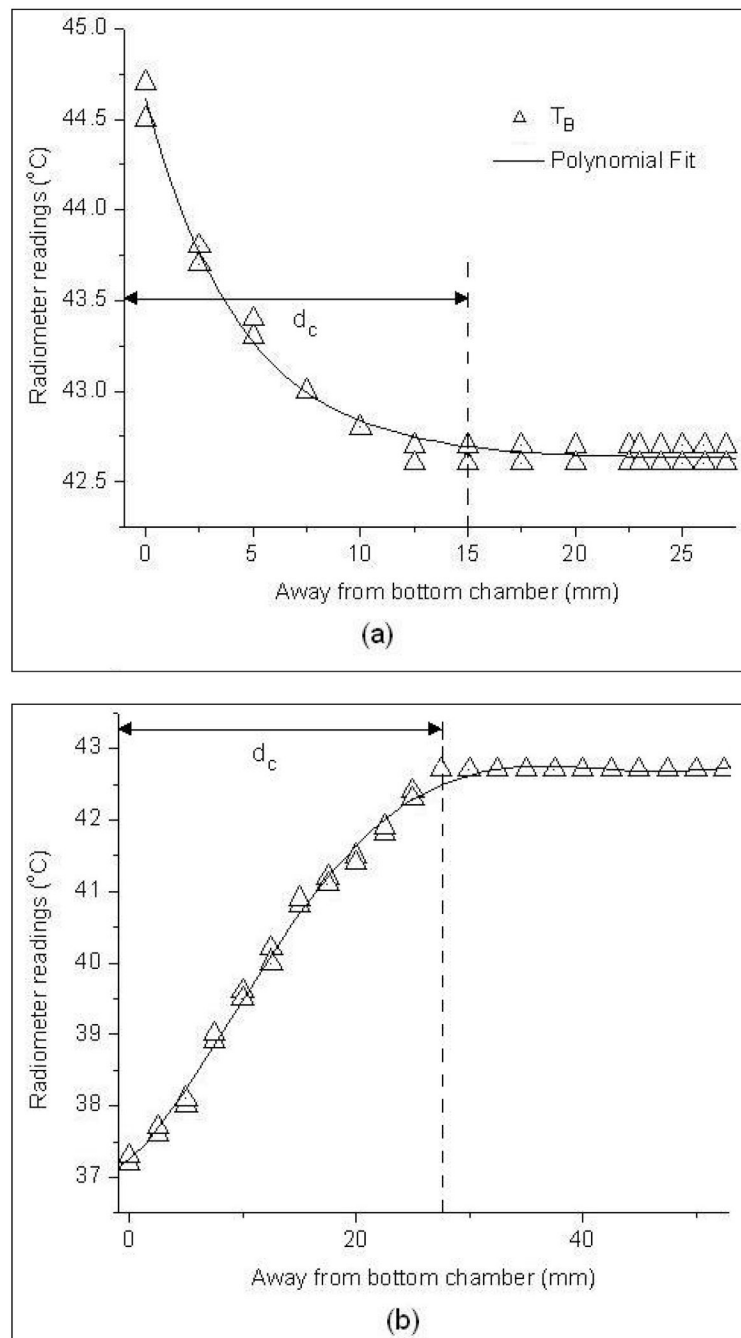 45.0
44.5
44.0
43.5
43.0
42.5
Radiometer readings (°C)
T_B
Polynomial Fit
d_c
0 5 10 15 20 25
Away from bottom chamber (mm)
(a)
43
42
41
40
39
38
37
Radiometer readings (°C)
d_c
0 20 40
Away from bottom chamber (mm)
(b)